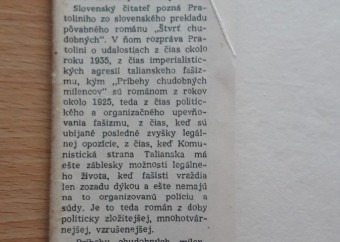 Slovenský čitateľ pozná Pra-
toliniho zo slovenského prekladu
pôvabného románu „Štvrť chu-
dobných". V ňom rozpráva Pra-
tolini o udalostiach z čias okolo
roku 1935, z čias imperialistic-
kých agresií talianskeho fašiz-
mu, kým „Príbehy chudobných
milencov" sú románom z rokov
okolo 1925, teda z čias politic-
kého a organizačného upevňo-
vania fašizmu, z čias, keď sú
ubíjané posledné zvyšky legál-
nej opozície, z čias, keď Komu-
nistická strana Talianska má
ešte záblesky možnosti legálne-
ho života, keď fašisti vraždia
len zozadu dýkou a ešte nemajú
na to organizovanú políciu a
súdy. Je to teda román z doby
politicky zložitejšej, mnohotvár-
nejšej, vzrušenejšej.
Príbehy chudobných milen-